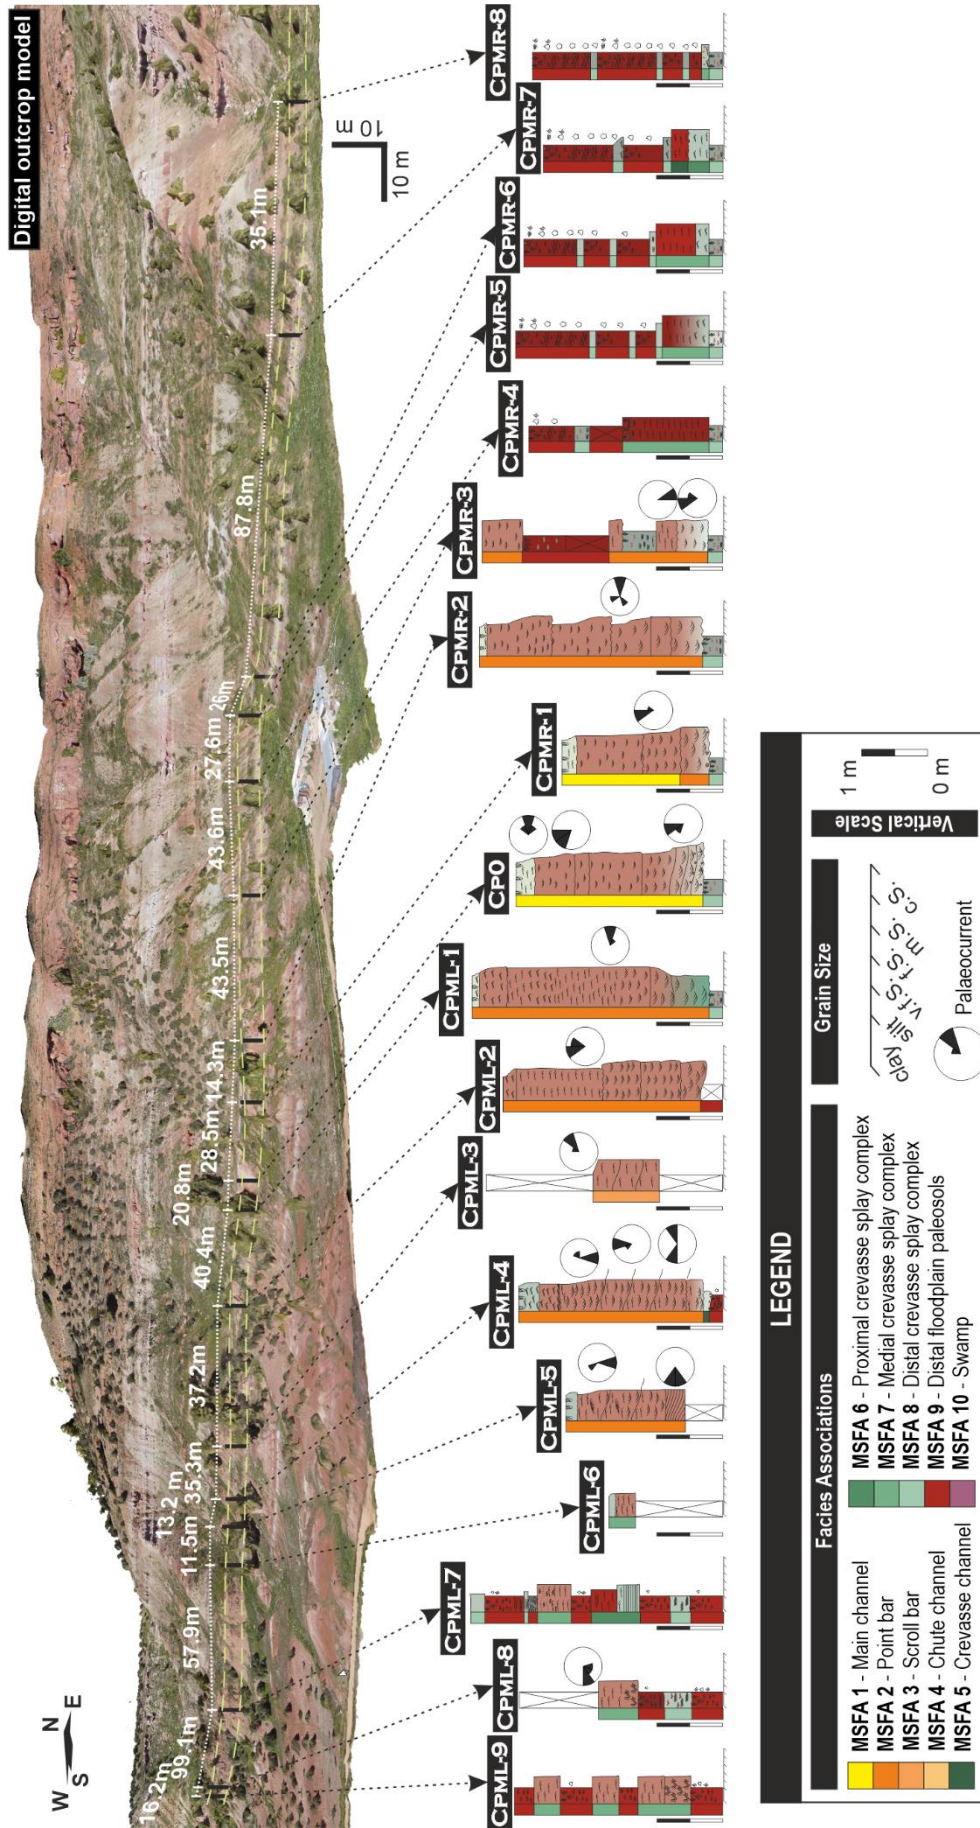 Digital outcrop model
W N
S E
16.2m
99.1m
57.9m
11.5m
13.2 m
35.3m
37.2m
40.4m
20.8m
28.5m
14.3m
43.5m
43.6m
27.6m
26m
87.8m
35.1m
10 m
10 m
CPML-9
CPML-8
CPML-7
CPML-6
CPML-5
CPML-4
CPML-3
CPML-2
CPML-1
CP0
CPMR-1
CPMR-2
CPMR-3
CPMR-4
CPMR-5
CPMR-6
CPMR-7
CPMR-8
LEGEND
Facies Associations
MSFA 1 - Main channel
MSFA 2 - Point bar
MSFA 3 - Scroll bar
MSFA 4 - Chute channel
MSFA 5 - Crevasse channel
MSFA 6 - Proximal crevasse splay complex
MSFA 7 - Medial crevasse splay complex
MSFA 8 - Distal crevasse splay complex
MSFA 9 - Distal floodplain paleosols
MSFA 10 - Swamp
Grain Size
clay silt v.f.S. f.S. m.S. c.S.
Palaeocurrent
Vertical Scale
1 m
0 m